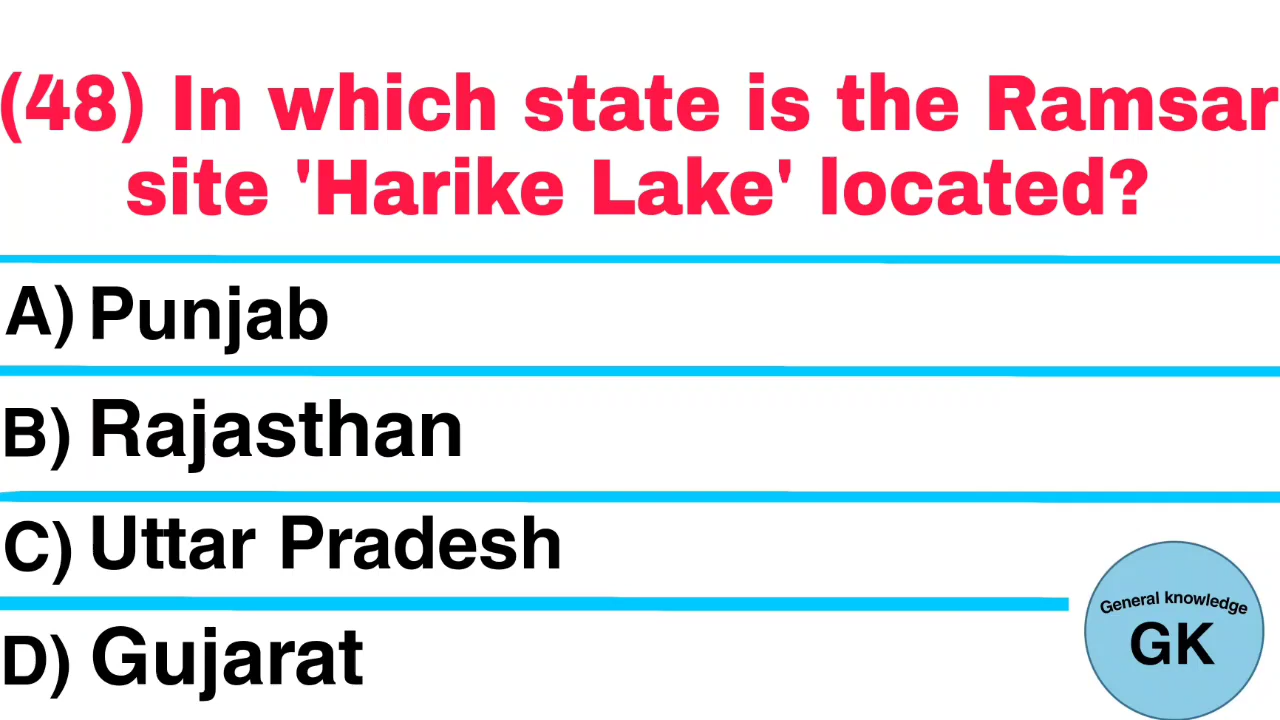 (48) In which state is the Ramsar
site 'Harike Lake' located?
A) Punjab
B) Rajasthan
C) Uttar Pradesh
D) Gujarat
General knowledge
GK